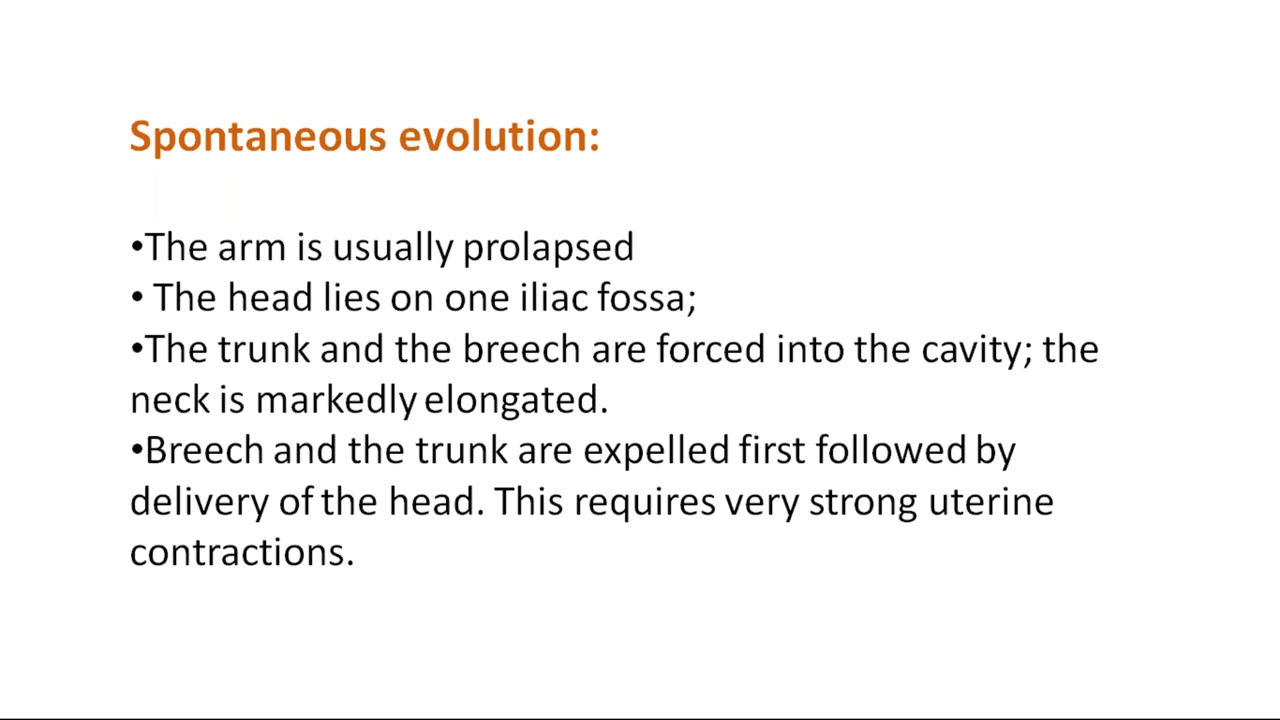 Spontaneous evolution:
•The arm is usually prolapsed
• The head lies on one iliac fossa;
•The trunk and the breech are forced into the cavity; the
neck is markedly elongated.
•Breech and the trunk are expelled first followed by
delivery of the head. This requires very strong uterine
contractions.